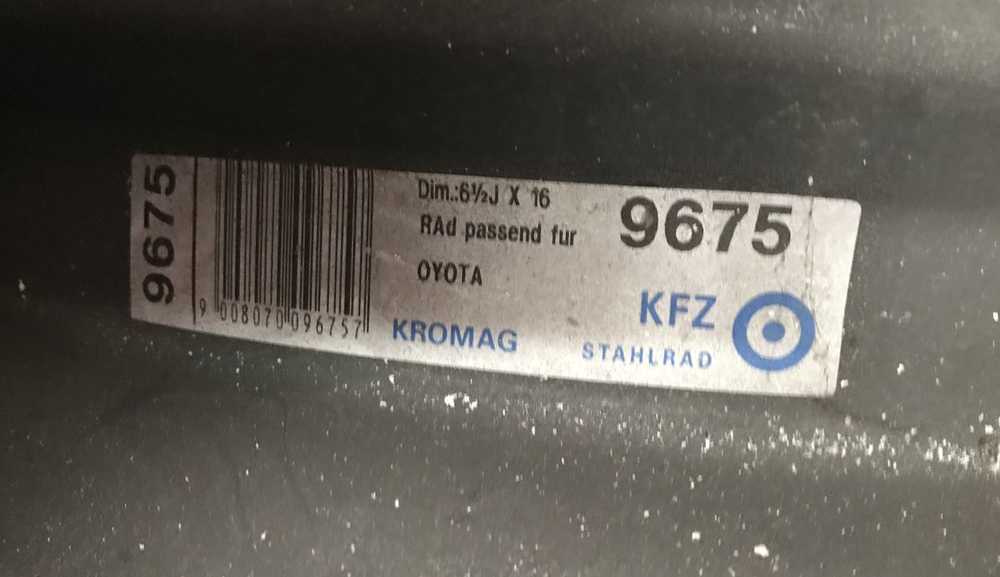 9675
9 008070 096757
Dim.:6½J X 16
RAd passend fur
OYOTA
KROMAG
9675
KFZ
STAHLRAD